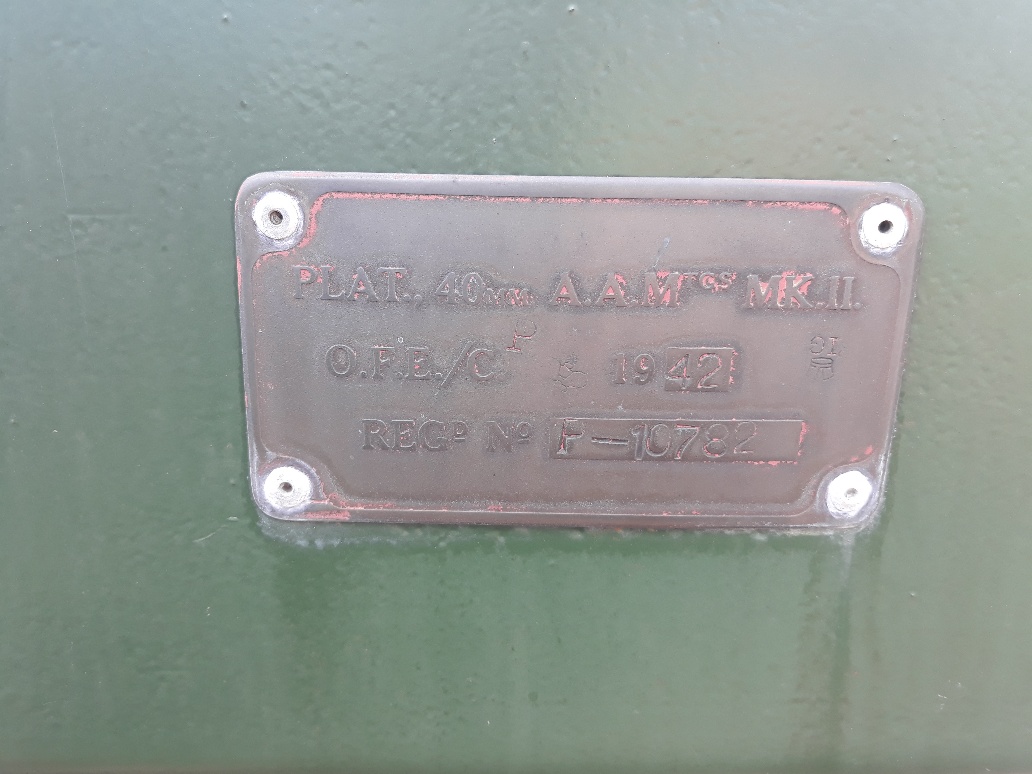 PLAT. 40MM. A.A.MTGS MK.II.
O.F.E./C. 1942
REGD NO F-10782